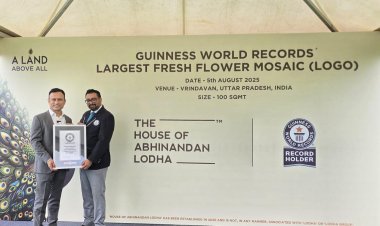 A LAND
ABOVE ALL
GUINNESS WORLD RECORDS
LARGEST FRESH FLOWER MOSAIC (LOGO)
DATE - 5th AUGUST 2025
VENUE - VRINDAVAN, UTTAR PRADESH, INDIA
SIZE - 100 SQMT
THE
HOUSE OF
ABHINANDAN
LODHA
TM
GUINNESS
WORLD RECORDS
RECORD
HOLDER